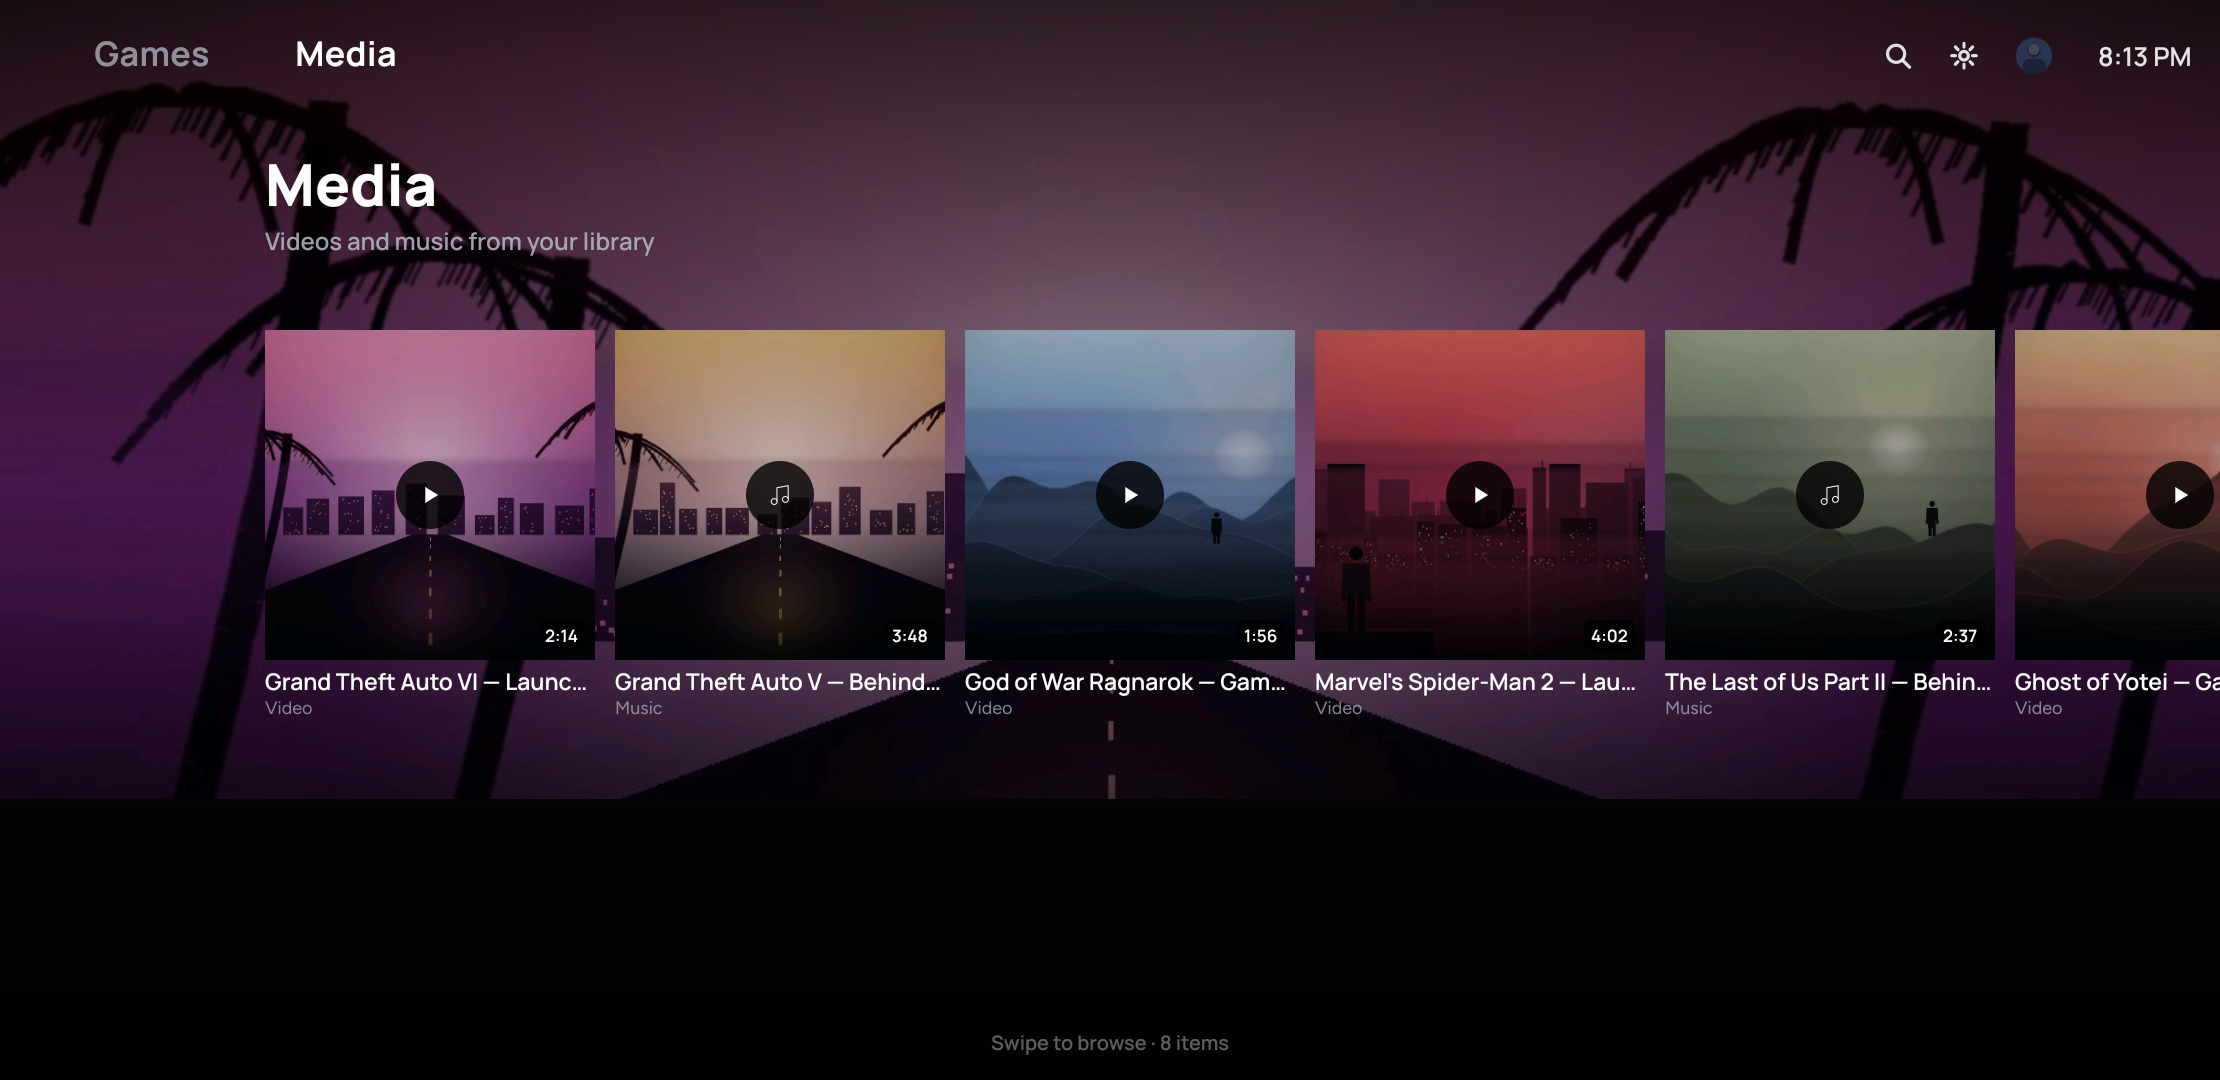 Games Media 8:13 PM
Media
Videos and music from your library
2:14 3:48 1:56 4:02 2:37
Grand Theft Auto VI — Launc... Grand Theft Auto V — Behind... God of War Ragnarok — Gam... Marvel's Spider-Man 2 — Lau... The Last of Us Part II — Behin... Ghost of Yotei — Ga
Video Music Video Video Music Video
Swipe to browse · 8 items